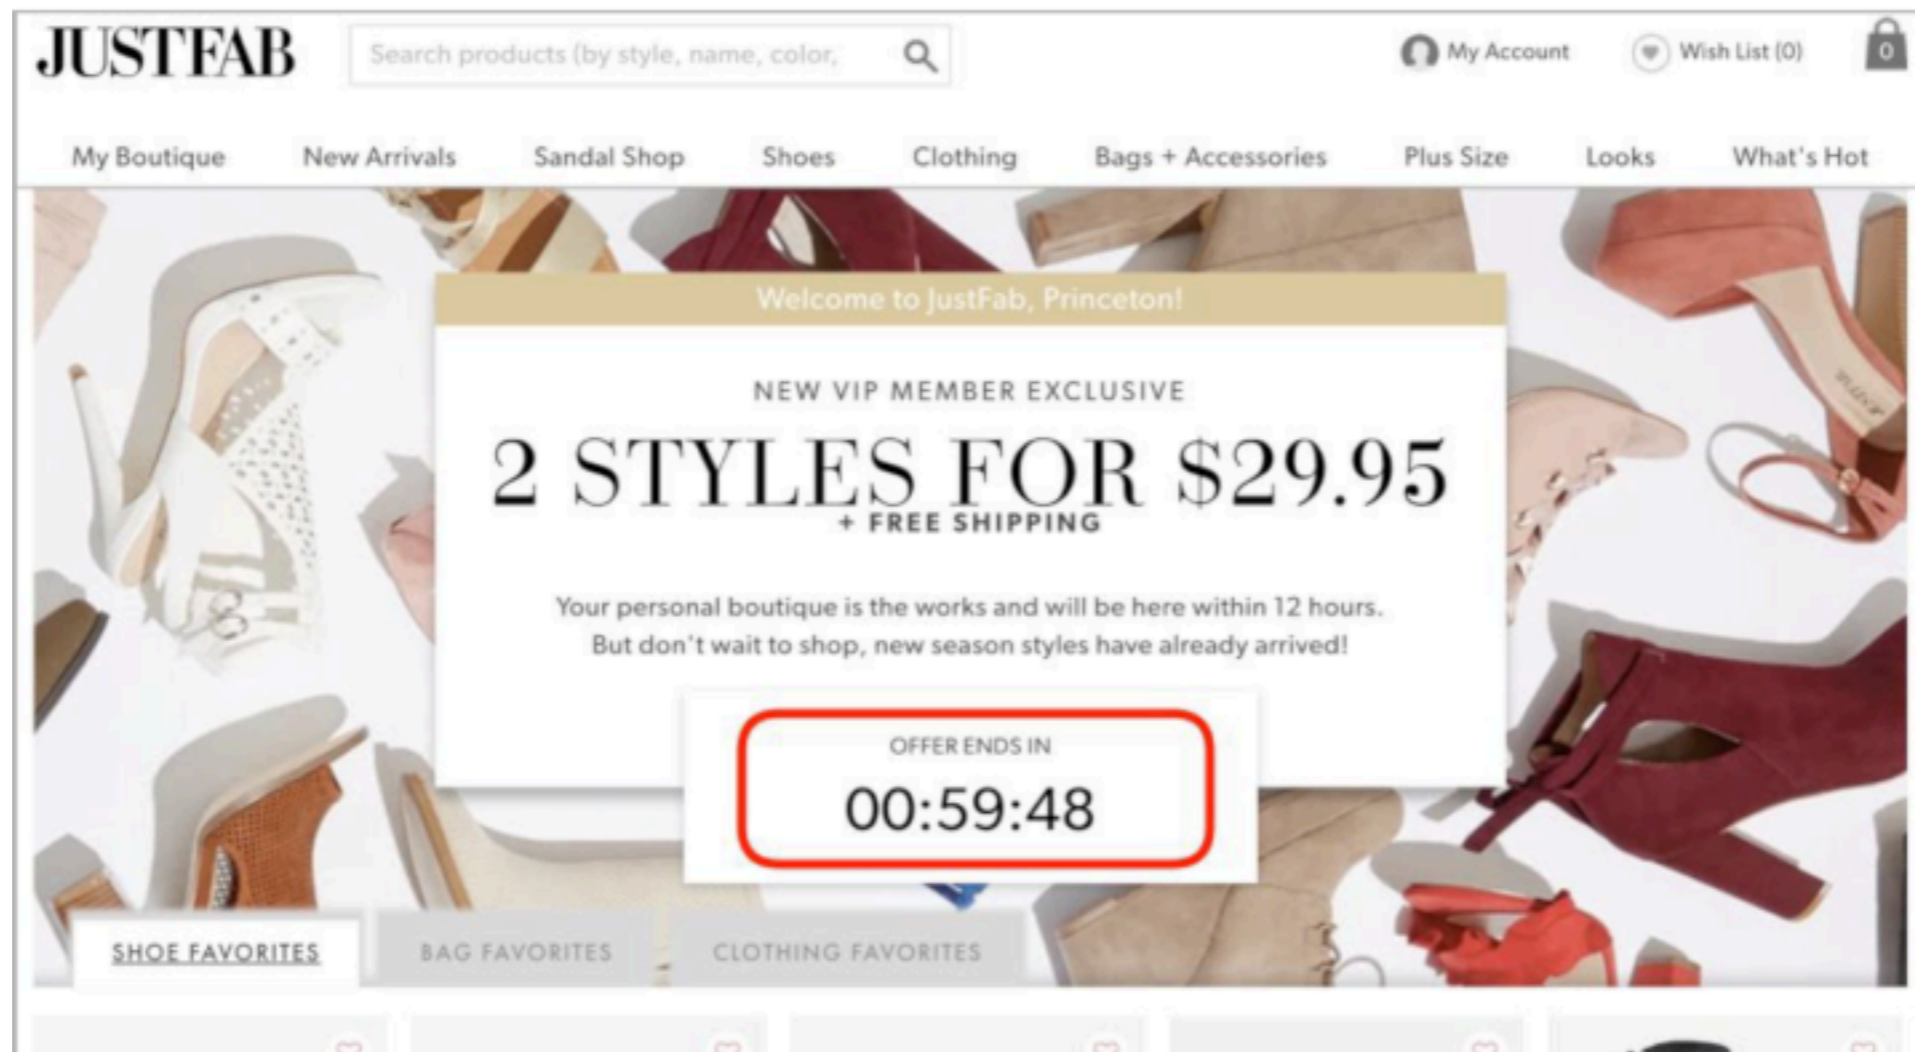 JUSTFAB
Search products (by style, name, color,
My Account
Wish List (0)
0
My Boutique
New Arrivals
Sandal Shop
Shoes
Clothing
Bags + Accessories
Plus Size
Looks
What's Hot
Welcome to JustFab, Princeton!
NEW VIP MEMBER EXCLUSIVE
2 STYLES FOR $29.95
+ FREE SHIPPING
Your personal boutique is the works and will be here within 12 hours.
But don't wait to shop, new season styles have already arrived!
OFFER ENDS IN
00:59:48
SHOE FAVORITES
BAG FAVORITES
CLOTHING FAVORITES